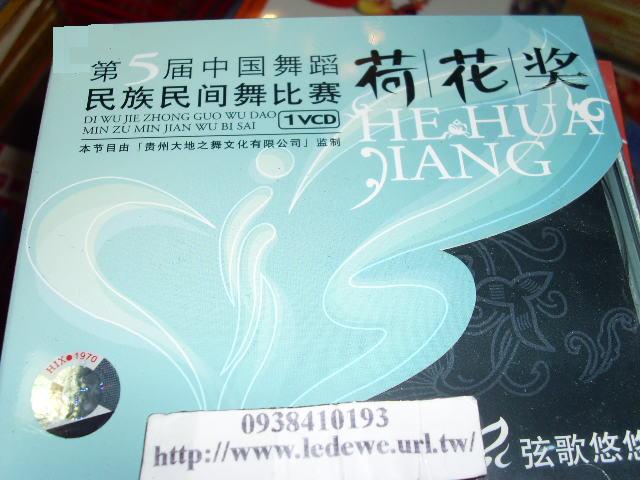 第5届中国舞蹈
民族民间舞比赛
DI WU JIE ZHONG GUO WU DAO
MIN ZU MIN JIAN WU BI SAI
1VCD
本节目由「贵州大地之舞文化有限公司」监制
荷花奖
HE HUA
JIANG
HIX●1970
0938410193
http://www.ledewe.url.tw/
弦歌悠悠